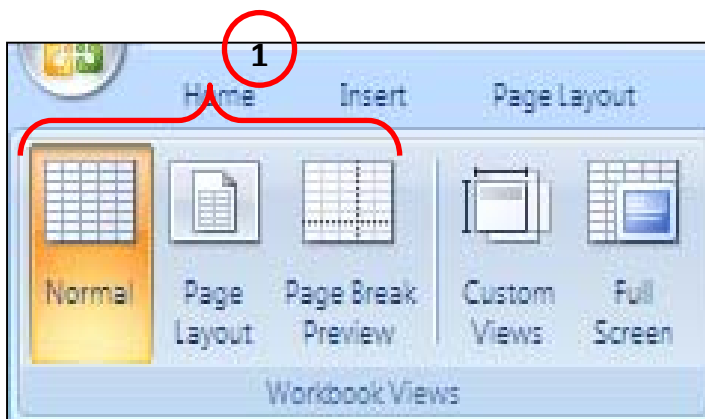 1
Home Insert Page Layout
Normal Page Page Break Custom Full
Layout Preview Views Screen
Workbook Views